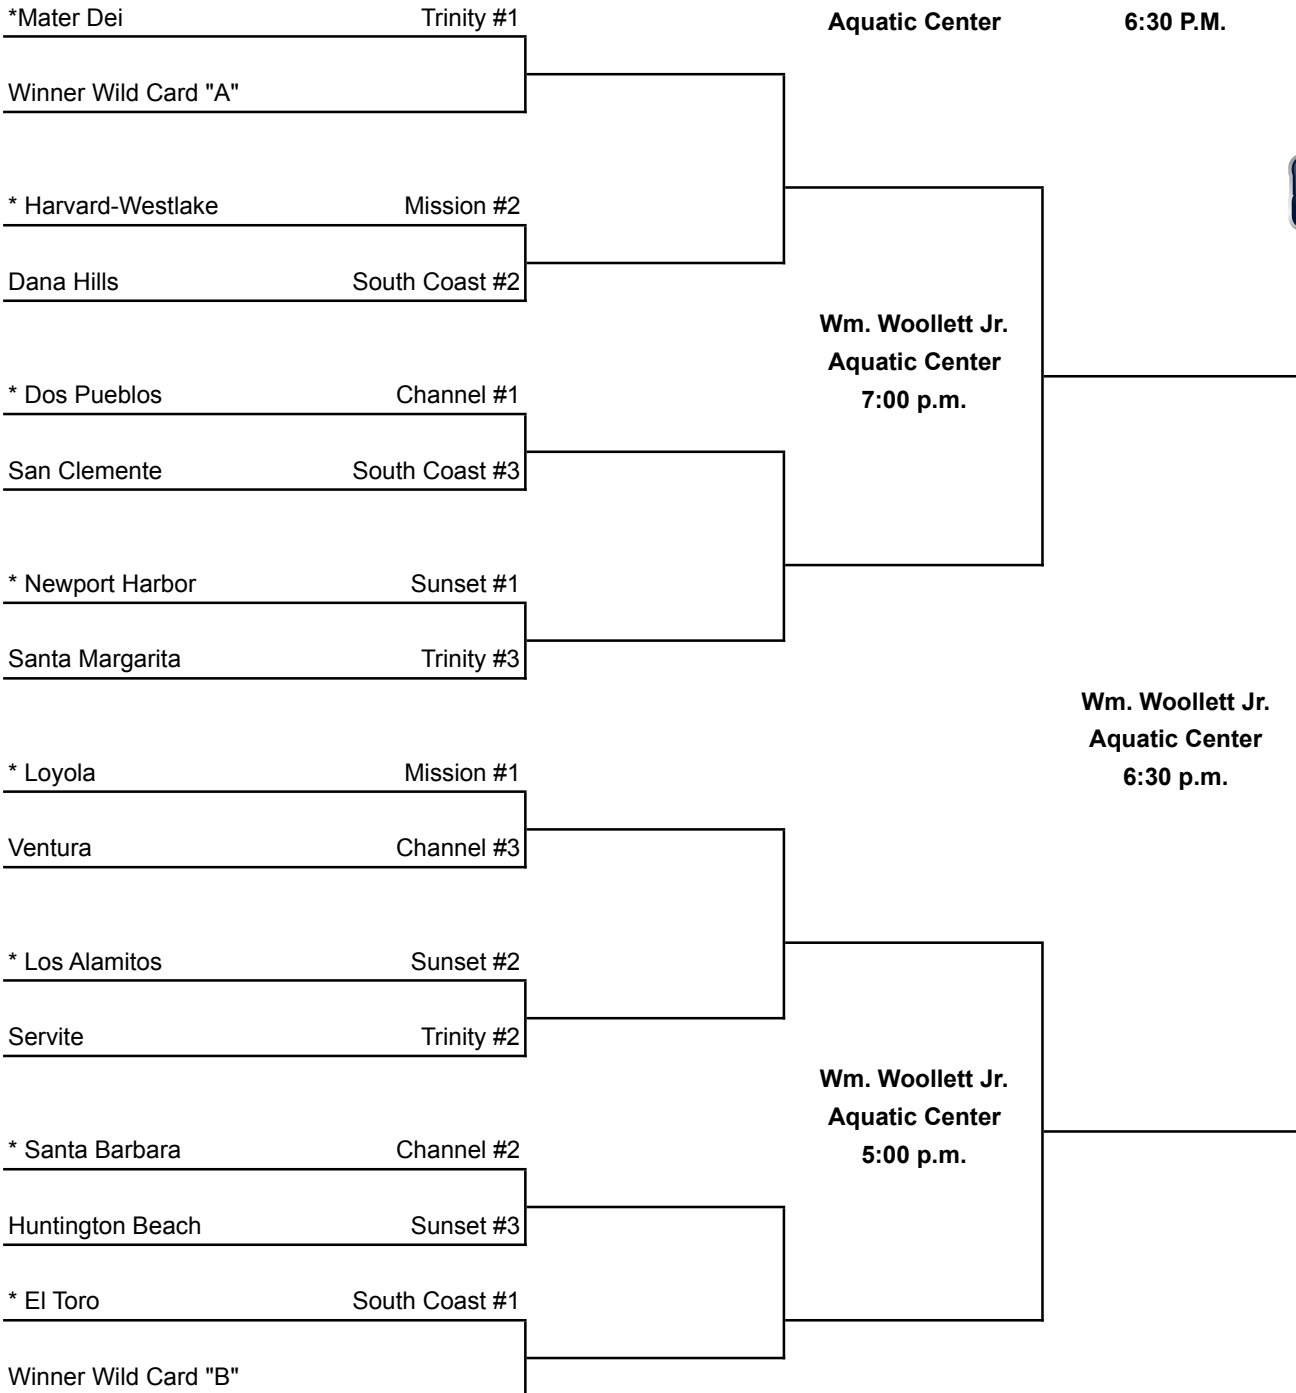 *Mater Dei Trinity #1
Aquatic Center 6:30 P.M.
Winner Wild Card "A"
* Harvard-Westlake Mission #2
Dana Hills South Coast #2
Wm. Woollett Jr.
Aquatic Center
7:00 p.m.
* Dos Pueblos Channel #1
San Clemente South Coast #3
* Newport Harbor Sunset #1
Santa Margarita Trinity #3
Wm. Woollett Jr.
Aquatic Center
6:30 p.m.
* Loyola Mission #1
Ventura Channel #3
* Los Alamitos Sunset #2
Servite Trinity #2
Wm. Woollett Jr.
Aquatic Center
5:00 p.m.
* Santa Barbara Channel #2
Huntington Beach Sunset #3
* El Toro South Coast #1
Winner Wild Card "B"